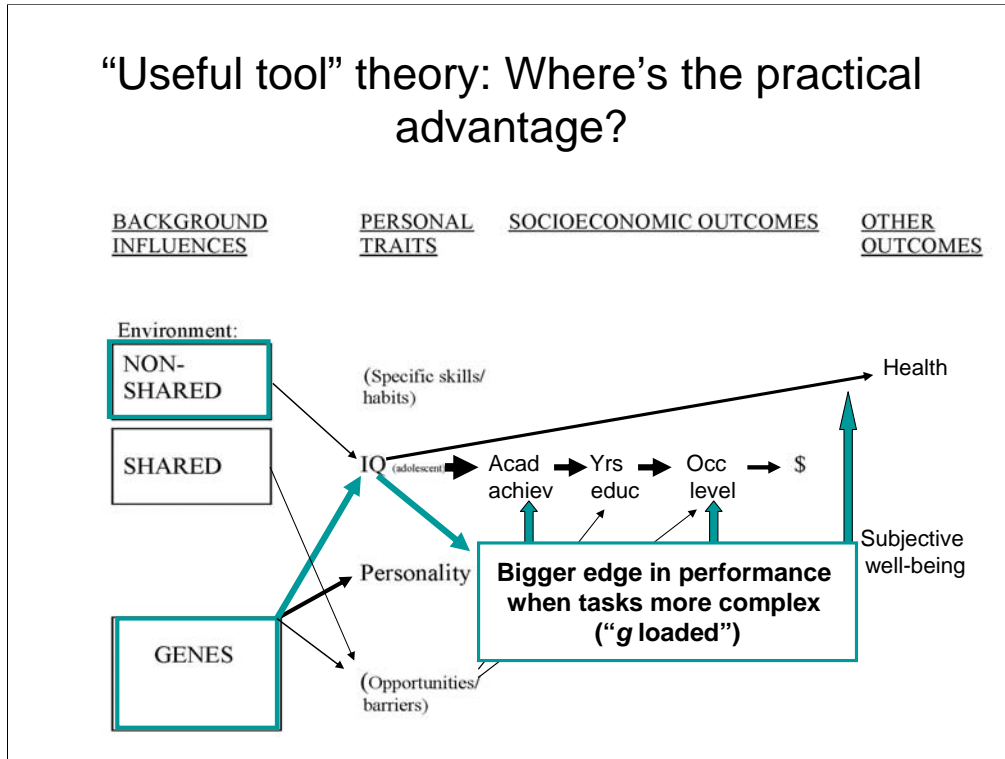 “Useful tool” theory: Where’s the practical
advantage?
BACKGROUND
INFLUENCES
PERSONAL
TRAITS
SOCIOECONOMIC OUTCOMES
OTHER
OUTCOMES
Environment:
NON-
SHARED
(Specific skills/
habits)
Health
SHARED
IQ (adolescent)
Acad
achiev
Yrs
educ
Occ
level
$
Subjective
well-being
Personality
Bigger edge in performance
when tasks more complex
(“g loaded”)
GENES
(Opportunities/
barriers)